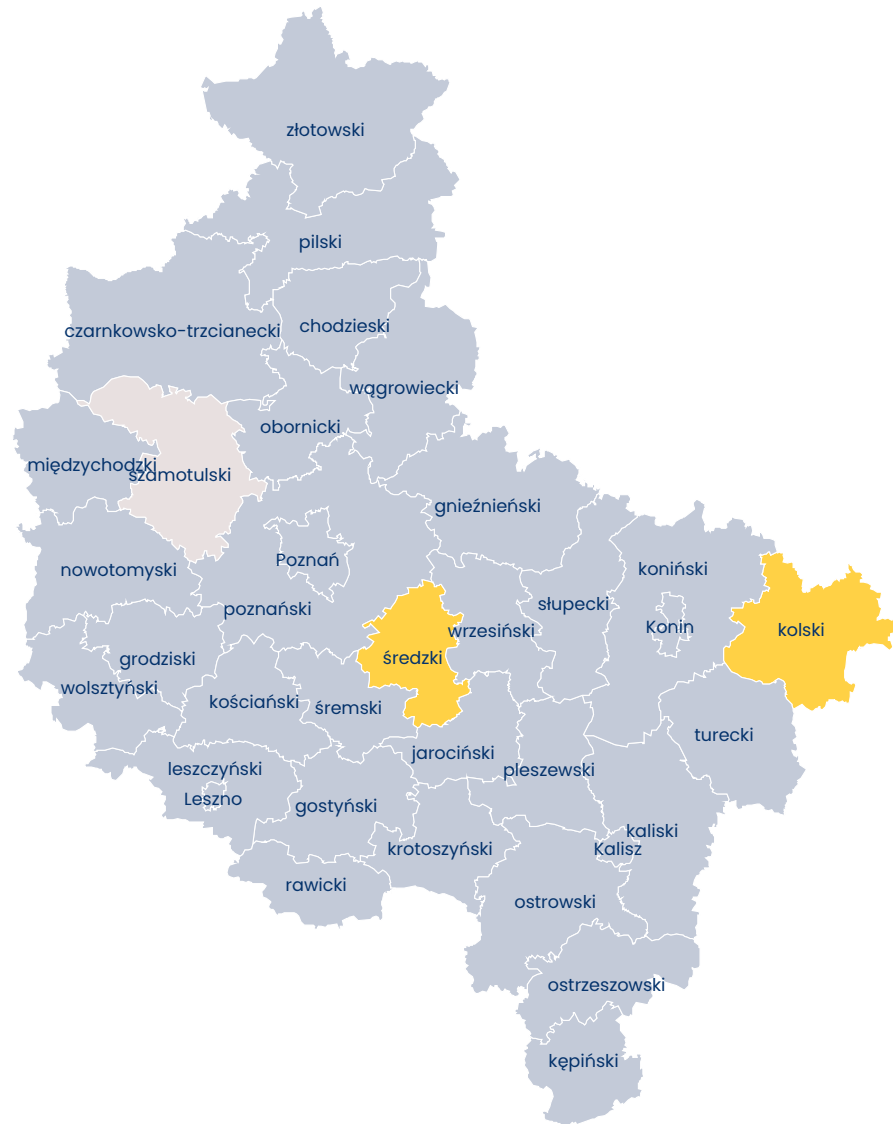 złotowski
pilski
chodzieski
czarnkowsko-trzcianecki
wągrowiecki
obornicki
międzychodzki
szamotulski
gnieźnieński
Poznań
nowotomyski
koniński
słupecki
poznański
Konin
wrzesiński
kolski
średzki
grodziski
wolsztyński
kościański
śremski
turecki
jarociński
leszczyński
pleszewski
Leszno
gostyński
kaliski
krotoszyński
Kalisz
rawicki
ostrowski
ostrzeszowski
kępiński